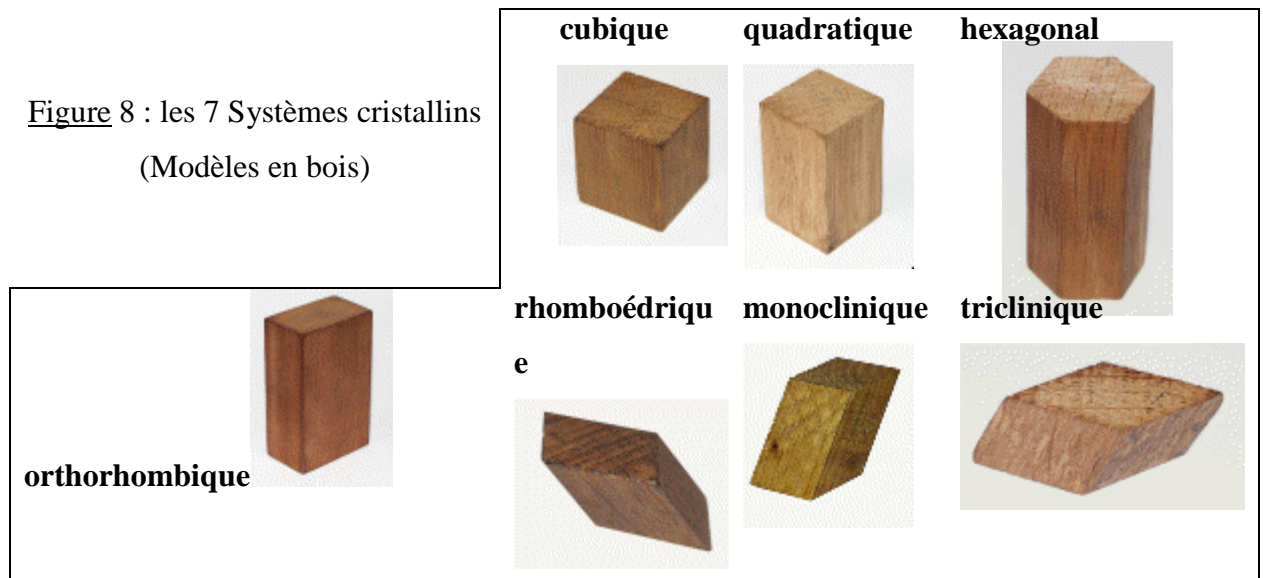 cubique quadratique hexagonal
Figure 8 : les 7 Systèmes cristallins
(Modèles en bois)
rhomboédriqu monoclinique triclinique
e
orthorhombique